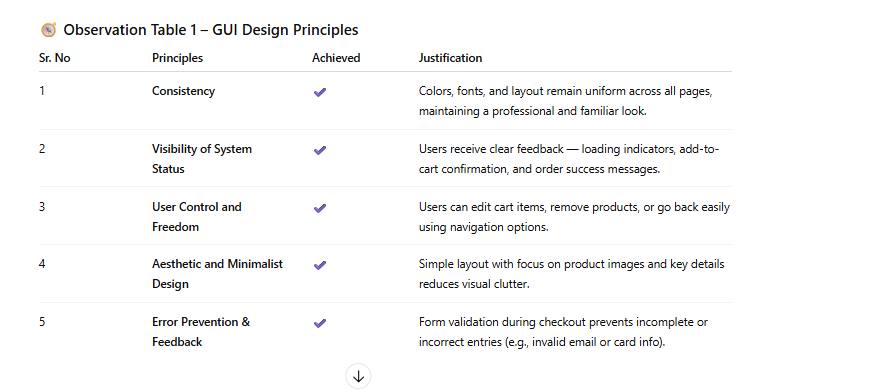 Observation Table 1 – GUI Design Principles
Sr. No Principles Achieved Justification
1 Consistency ✔ Colors, fonts, and layout remain uniform across all pages,
maintaining a professional and familiar look.
2 Visibility of System ✔ Users receive clear feedback — loading indicators, add-to-
Status cart confirmation, and order success messages.
3 User Control and ✔ Users can edit cart items, remove products, or go back easily
Freedom using navigation options.
4 Aesthetic and Minimalist ✔ Simple layout with focus on product images and key details
Design reduces visual clutter.
5 Error Prevention & ✔ Form validation during checkout prevents incomplete or
Feedback incorrect entries (e.g., invalid email or card info).